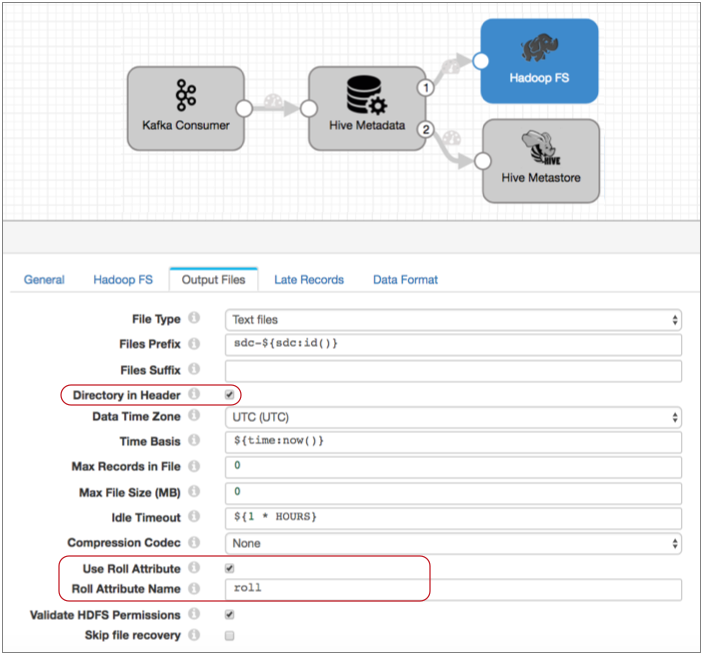 Hadoop FS
Kafka Consumer
Hive Metadata
1
2
HIVE
Hive Metastore
General Hadoop FS Output Files Late Records Data Format
File Type Text files
Files Prefix sdc-${sdc:id()}
Files Suffix
Directory in Header
Data Time Zone UTC (UTC)
Time Basis ${time:now()}
Max Records in File 0
Max File Size (MB) 0
Idle Timeout ${1 * HOURS}
Compression Codec None
Use Roll Attribute
Roll Attribute Name roll
Validate HDFS Permissions
Skip file recovery